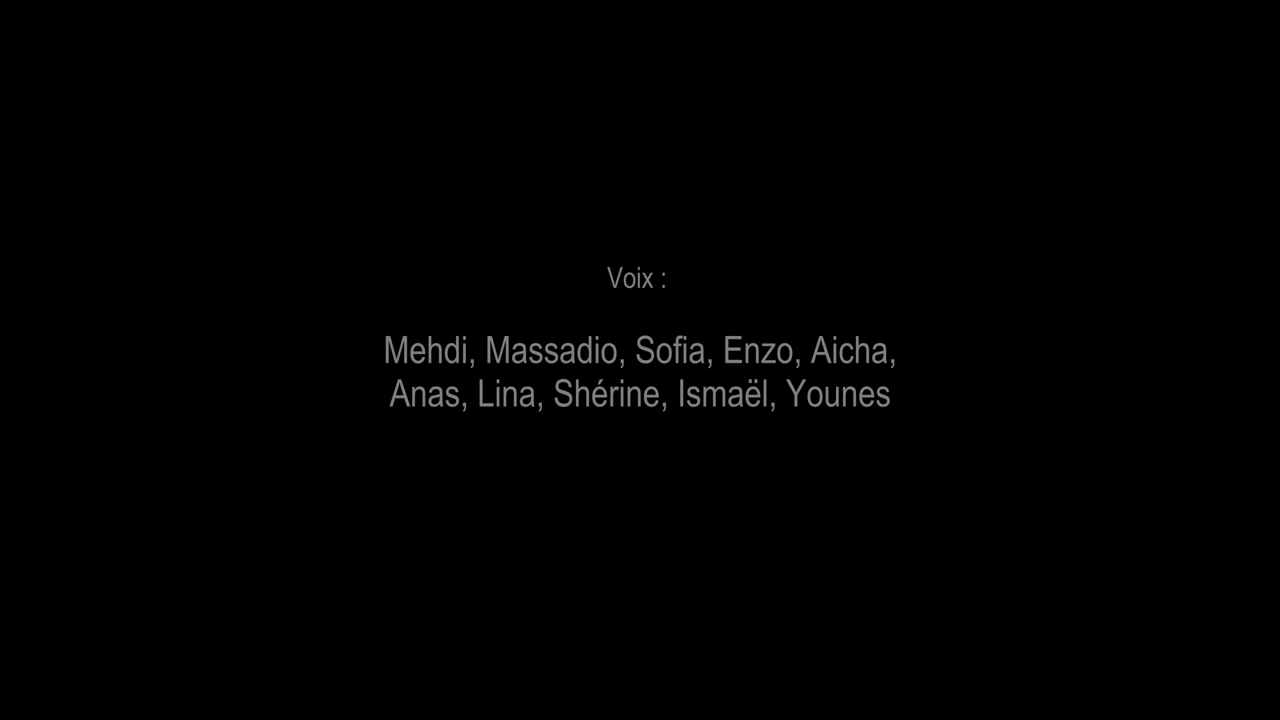 Voix :
Mehdi, Massadio, Sofia, Enzo, Aicha,
Anas, Lina, Shérine, Ismaël, Younes